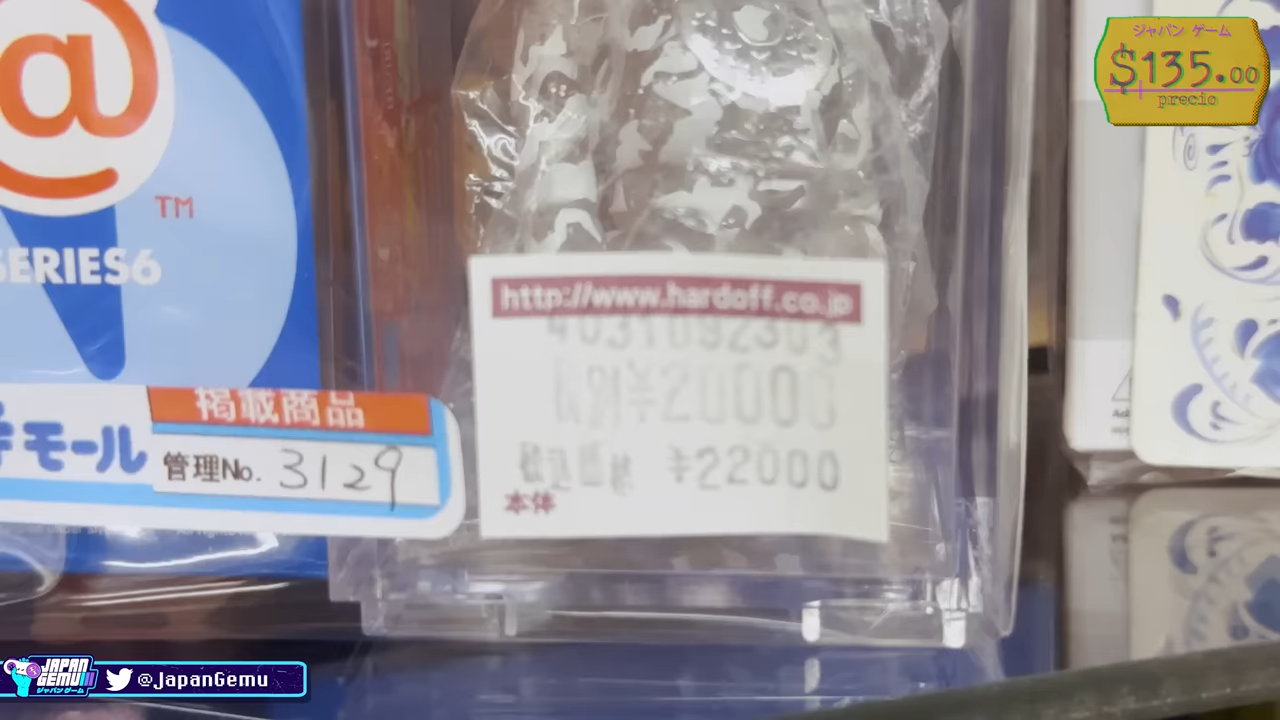 ジャパン ゲーム
$135.00
precio
@
TM
SERIES6
http://www.hardoff.co.jp
4031092303
税別¥20000
税込価格 ¥22000
本体
掲載商品
モール
管理No. 3129
JAPAN
GEMU
ジャパンゲーム
@JapanGemu